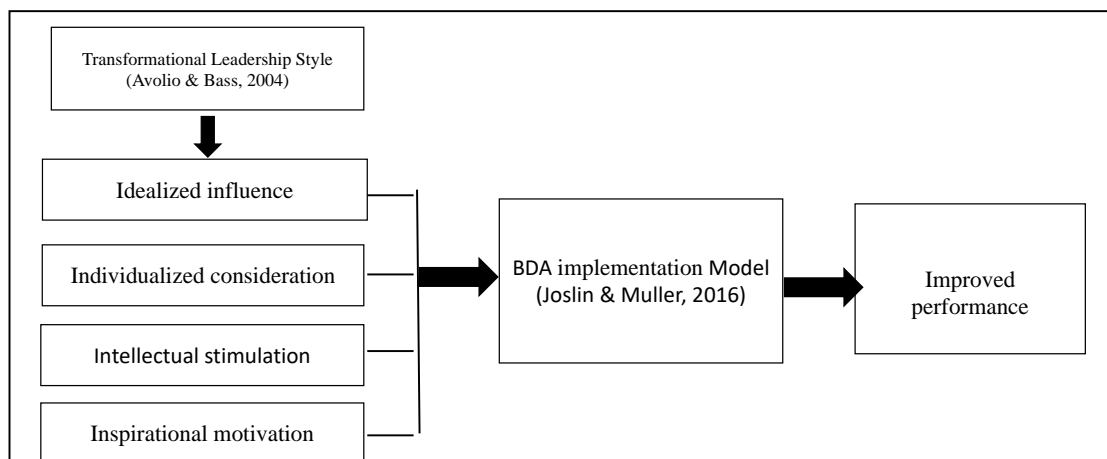 Transformational Leadership Style
(Avolio & Bass, 2004)
Idealized influence
Individualized consideration
Intellectual stimulation
Inspirational motivation
BDA implementation Model
(Joslin & Muller, 2016)
Improved
performance